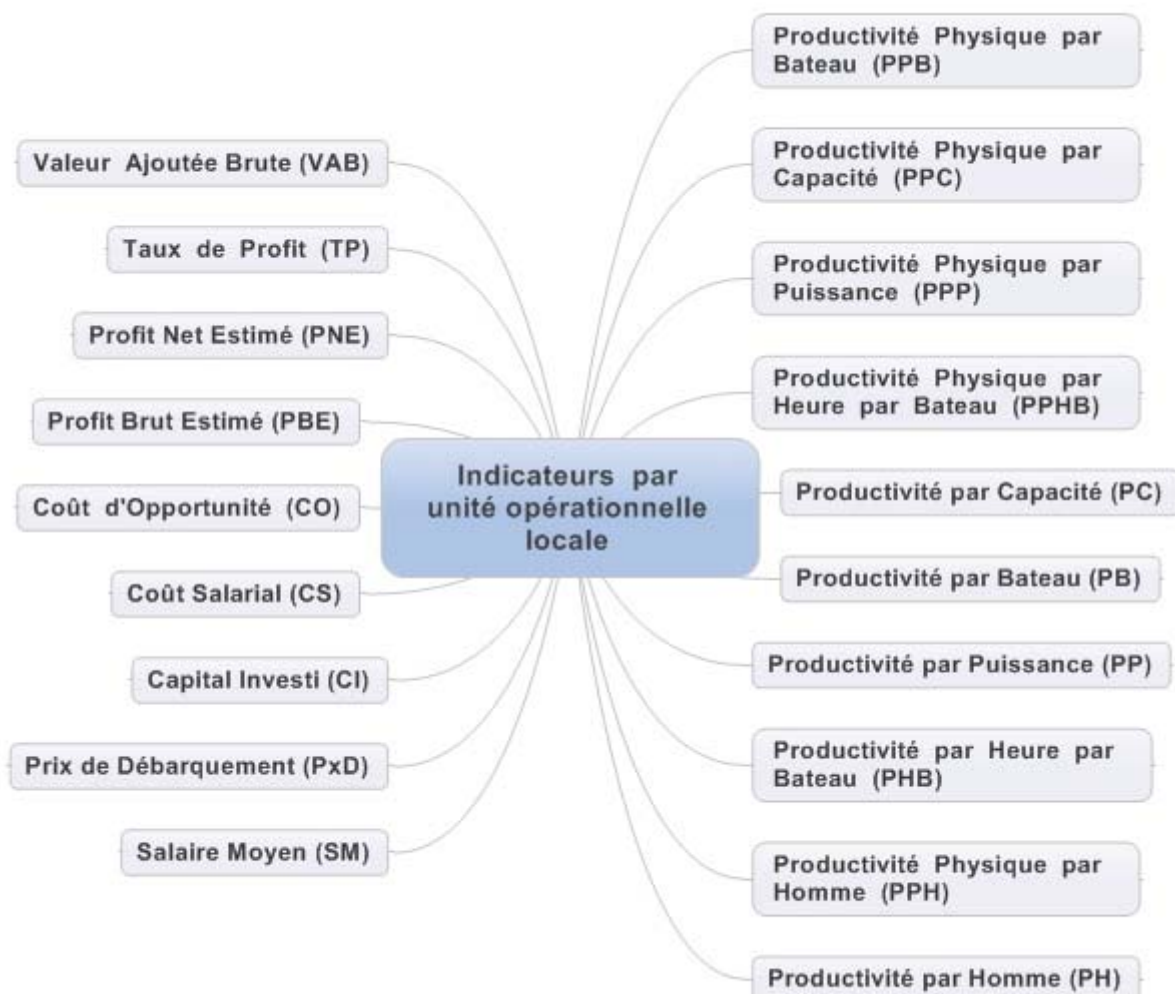 Valeur Ajoutée Brute (VAB)
Taux de Profit (TP)
Profit Net Estimé (PNE)
Profit Brut Estimé (PBE)
Coût d'Opportunité (CO)
Coût Salarial (CS)
Capital Investi (CI)
Prix de Débarquement (PxD)
Salaire Moyen (SM)
Indicateurs par
unité opérationnelle
locale
Productivité Physique par
Bateau (PPB)
Productivité Physique par
Capacité (PPC)
Productivité Physique par
Puissance (PPP)
Productivité Physique par
Heure par Bateau (PPHB)
Productivité par Capacité (PC)
Productivité par Bateau (PB)
Productivité par Puissance (PP)
Productivité par Heure par
Bateau (PHB)
Productivité Physique par
Homme (PPH)
Productivité par Homme (PH)